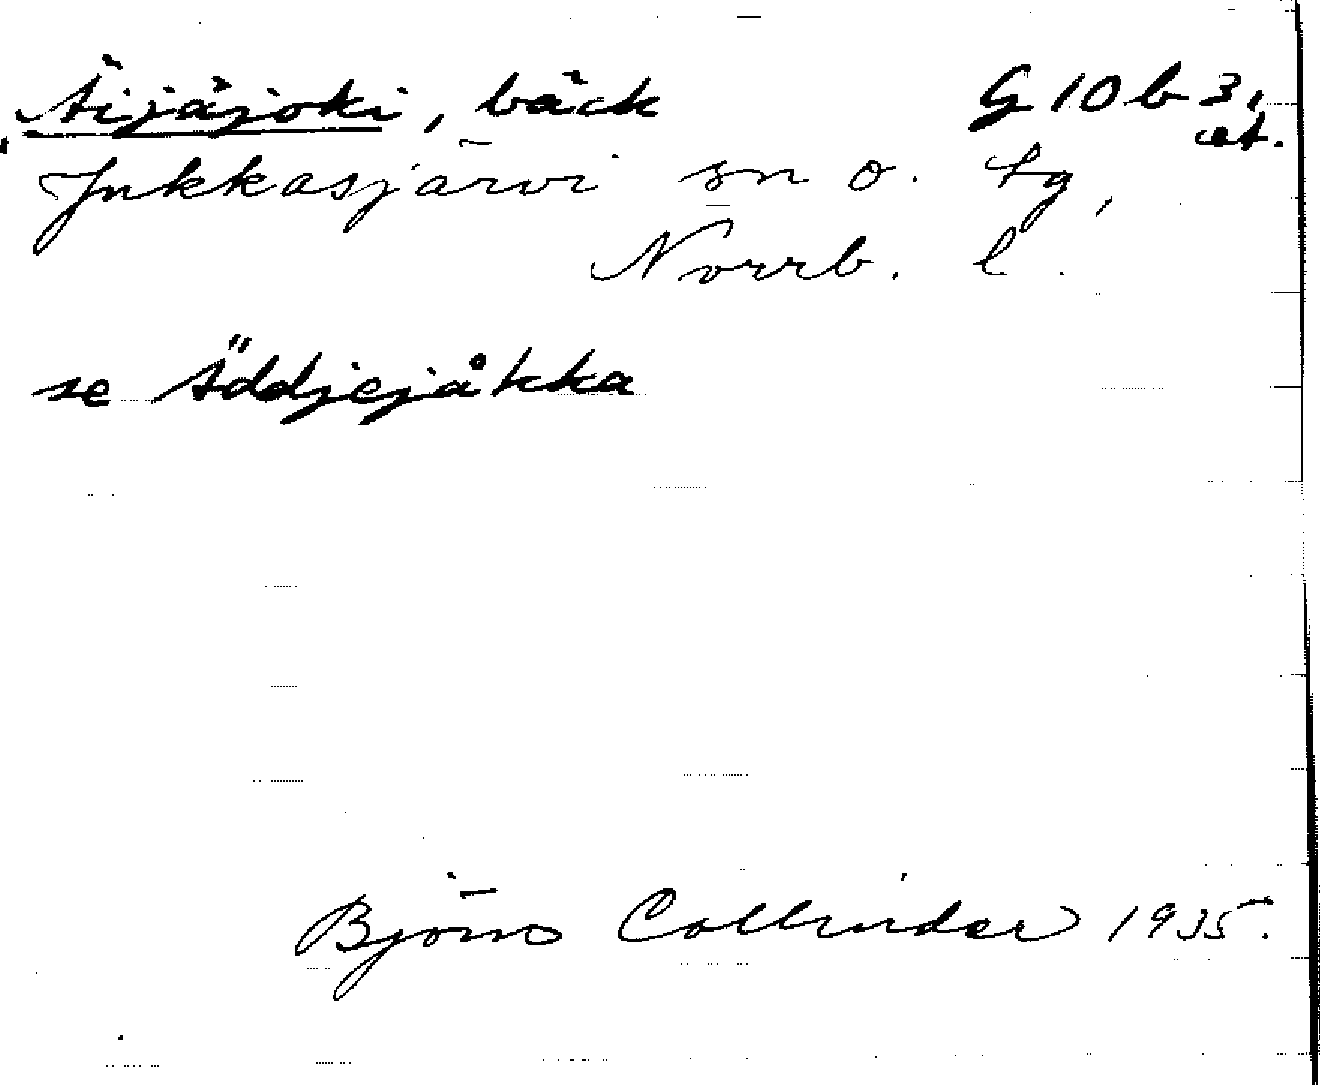 Äijäjoki, bäck G 10 b 3,
et.
Jukkasjärvi sn o. tg,
Norrb. l.
se Äddjejåkka
Björn Collinder 1935.